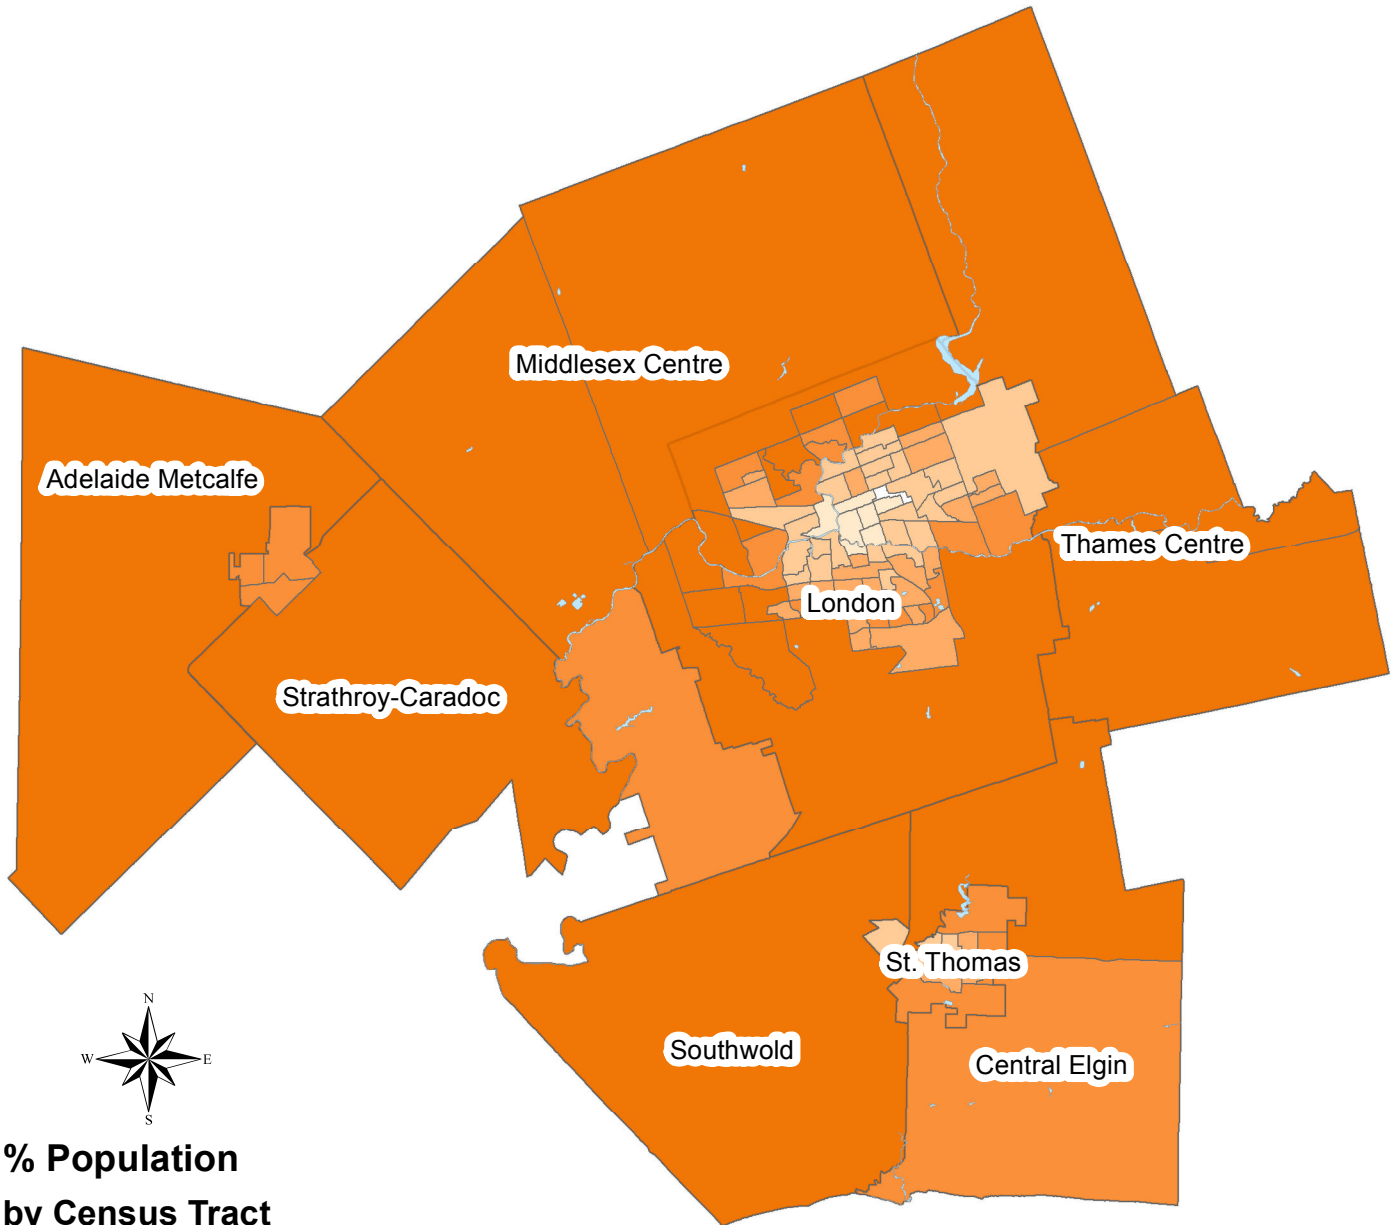 Middlesex Centre
Adelaide Metcalfe
Thames Centre
London
Strathroy-Caradoc
St. Thomas
N
W E
S
Southwold
Central Elgin
% Population
by Census Tract